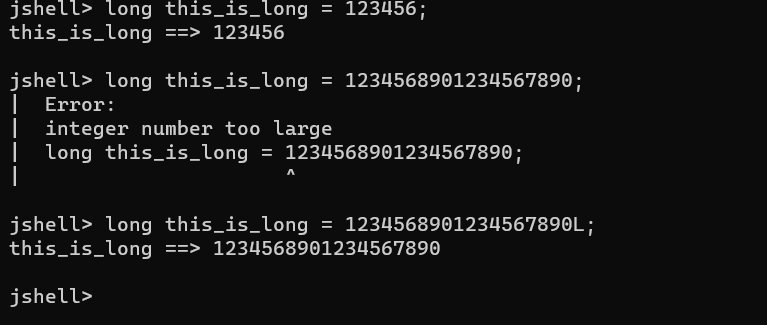 jshell> long this_is_long = 123456;
this_is_long ==> 123456
jshell> long this_is_long = 1234568901234567890;
|  Error:
|  integer number too large
|  long this_is_long = 1234568901234567890;
|                      ^
jshell> long this_is_long = 1234568901234567890L;
this_is_long ==> 1234568901234567890
jshell>